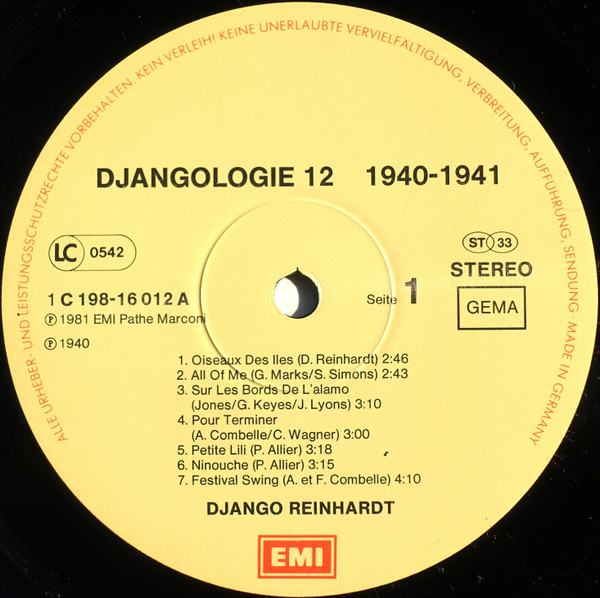 ALLE URHEBER- UND LEISTUNGSSCHUTZRECHTE VORBEHALTEN. KEIN VERLEIH! KEINE UNERLAUBTE VERVIELFÄLTIGUNG, VERBREITUNG, AUFFÜHRUNG, SENDUNG · MADE IN GERMANY
DJANGOLOGIE 12 1940-1941
LC 0542
ST 33
STEREO
1 C 198-16 012 A
Seite 1
GEMA
℗ 1981 EMI Pathe Marconi
℗ 1940
1. Oiseaux Des Iles (D. Reinhardt) 2:46
2. All Of Me (G. Marks/S. Simons) 2:43
3. Sur Les Bords De L'alamo
(Jones/G. Keyes/J. Lyons) 3:10
4. Pour Terminer
(A. Combelle/C. Wagner) 3:00
5. Petite Lili (P. Allier) 3:18
6. Ninouche (P. Allier) 3:15
7. Festival Swing (A. et F. Combelle) 4:10
DJANGO REINHARDT
EMI